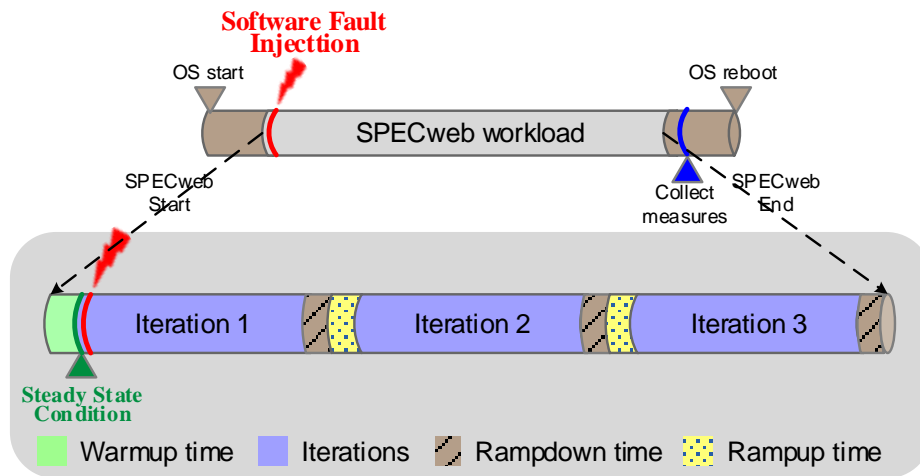 Software Fault
Injecttion
OS start
OS reboot
SPECweb workload
SPECweb
Start
Collect
measures
SPECweb
End
Iteration 1
Iteration 2
Iteration 3
Steady State
Condition
Warmup time
Iterations
Rampdown time
Rampup time